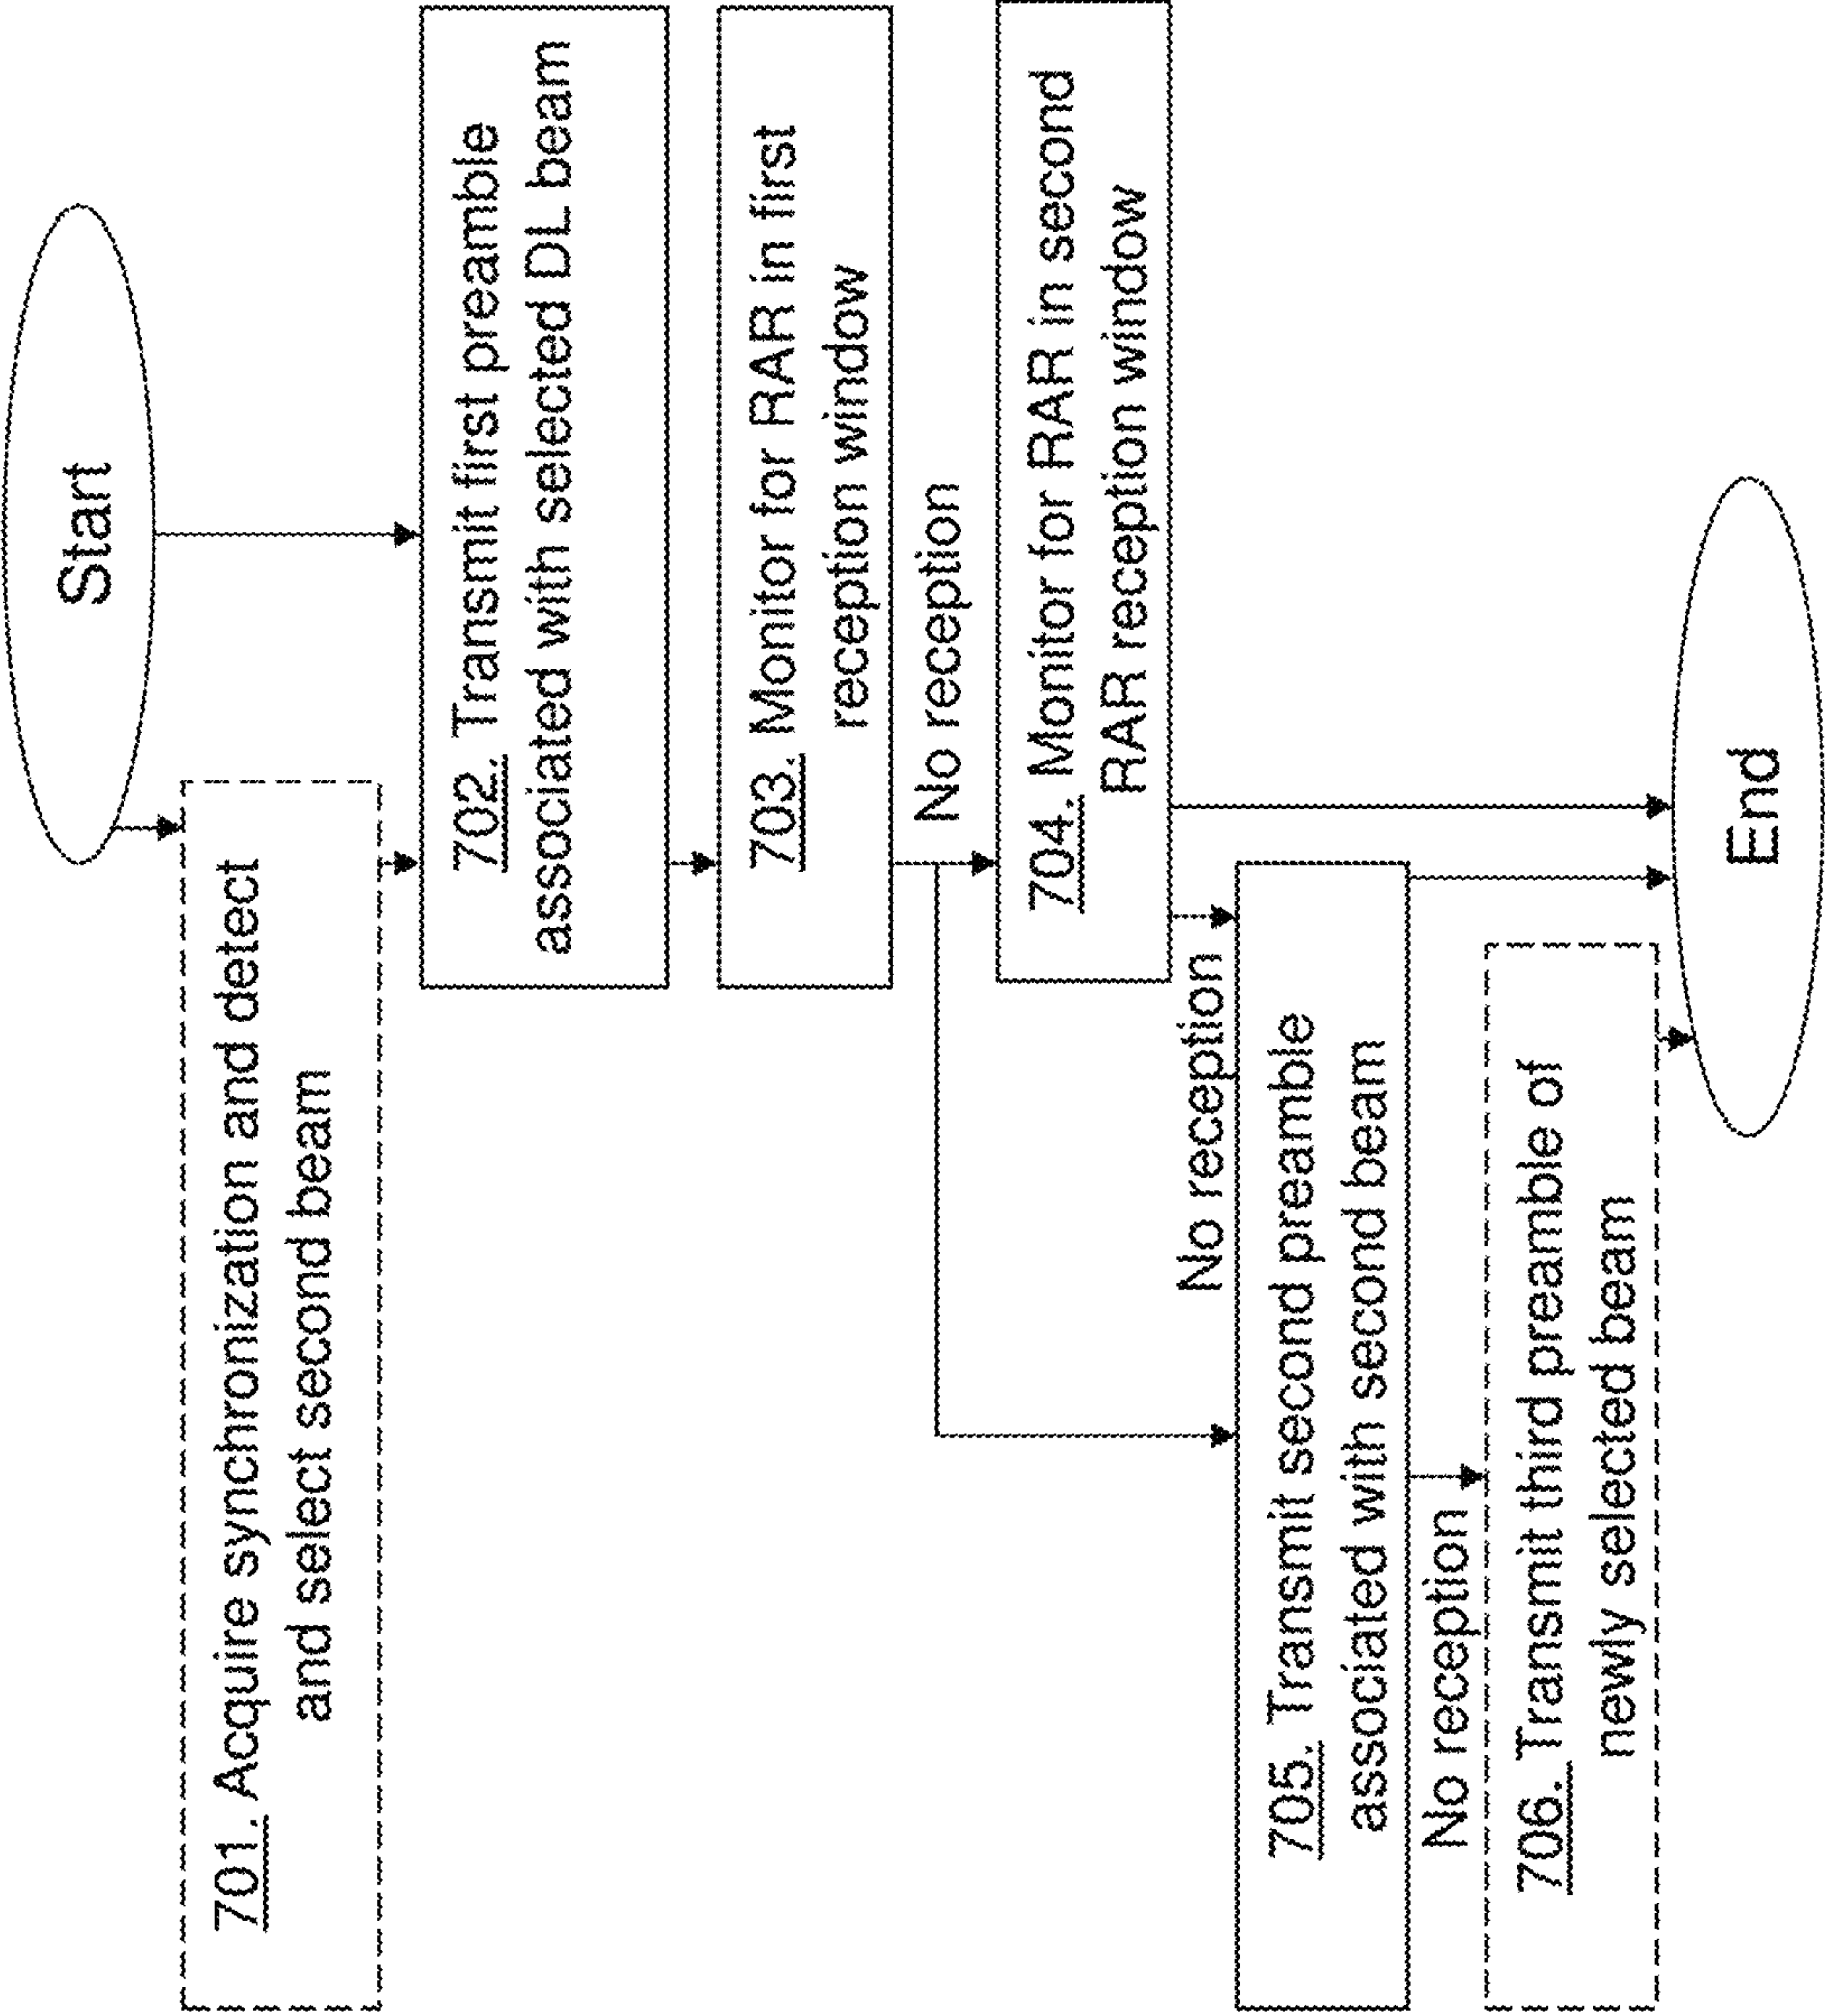 Start
701. Acquire synchronization and detect
and select second beam
702. Transmit first preamble
associated with selected DL beam
703. Monitor for RAR in first
reception window
No reception
704. Monitor for RAR in second
RAR reception window
No reception
705. Transmit second preamble
associated with second beam
No reception
706. Transmit third preamble of
newly selected beam
End